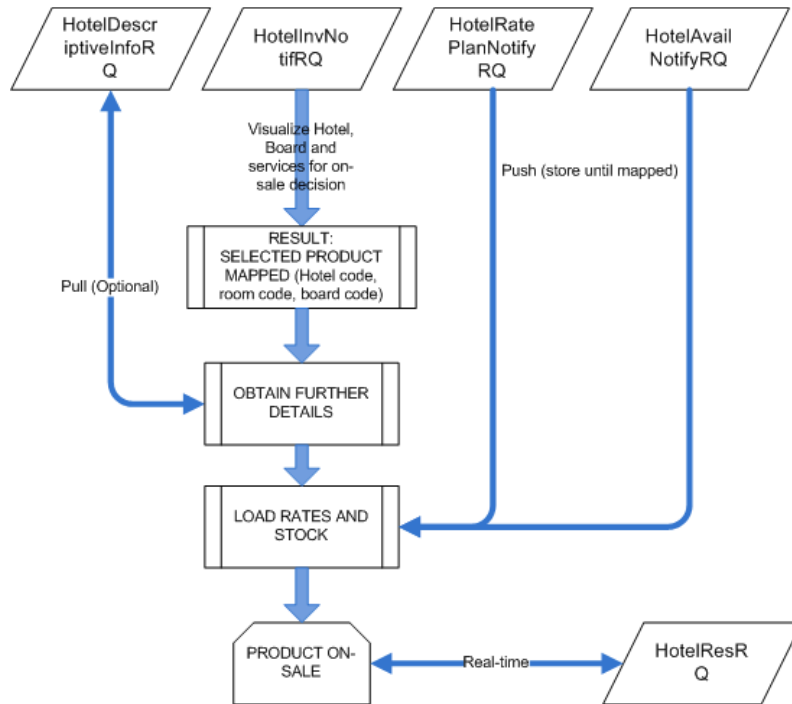 HotelDescr
iptiveInfoR
Q
HotelInvNo
tifRQ
HotelRate
PlanNotify
RQ
HotelAvail
NotifyRQ
Visualize Hotel,
Board and
services for on-
sale decision
Push (store until mapped)
RESULT:
SELECTED PRODUCT
MAPPED (Hotel code,
room code, board code)
Pull (Optional)
OBTAIN FURTHER
DETAILS
LOAD RATES AND
STOCK
PRODUCT ON-
SALE
Real-time
HotelResR
Q